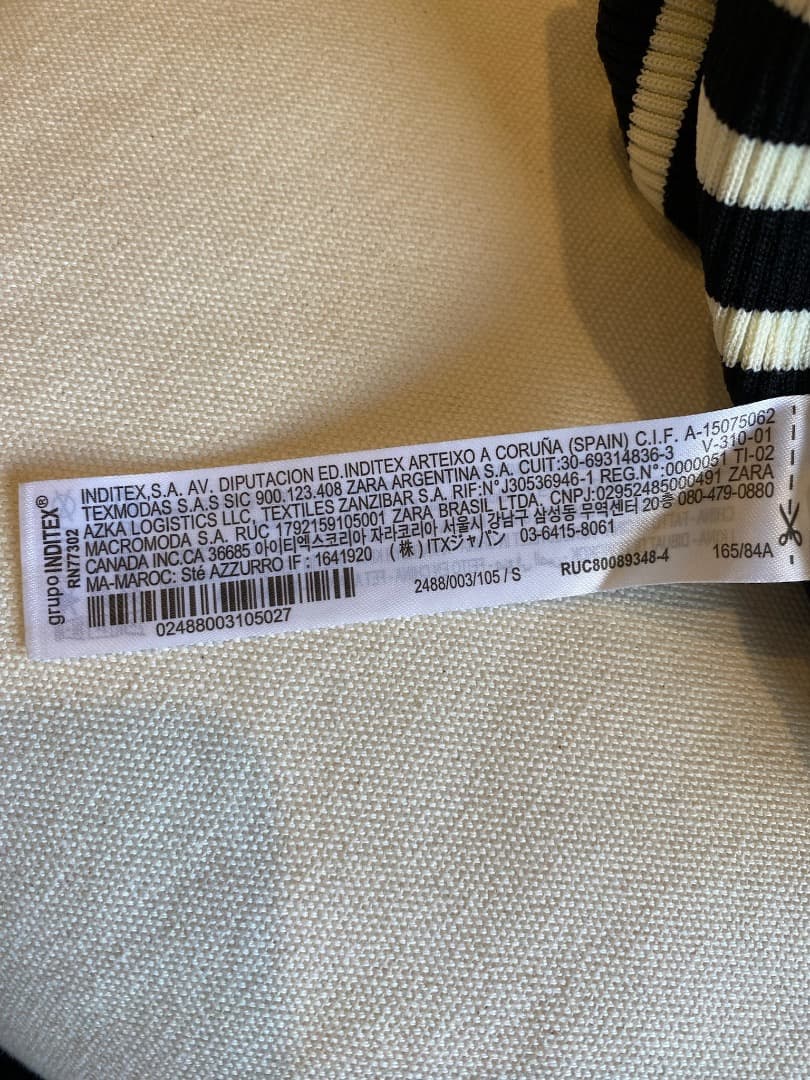 grupo INDITEX®
RN77302
INDITEX,S.A. AV. DIPUTACION ED.INDITEX ARTEIXO A CORUÑA (SPAIN) C.I.F. A-15075062
TEXMODAS S.A.S SIC 900.123.408 ZARA ARGENTINA S.A. CUIT:30-69314836-3 V-310-01
AZKA LOGISTICS LLC, TEXTILES ZANZIBAR S.A. RIF:N° J30536946-1 REG.N°:0000051 TI-02
MACROMODA S.A. RUC 1792159105001 ZARA BRASIL LTDA. CNPJ:02952485000491 ZARA
CANADA INC.CA 36685 아이티엑스코리아 자라코리아 서울시 강남구 삼성동 무역센터 20층 080-479-0880
MA-MAROC: Sté AZZURRO IF : 1641920 (株) ITXジャパン 03-6415-8061
02488003105027
2488/003/105 / S
RUC80089348-4
165/84A